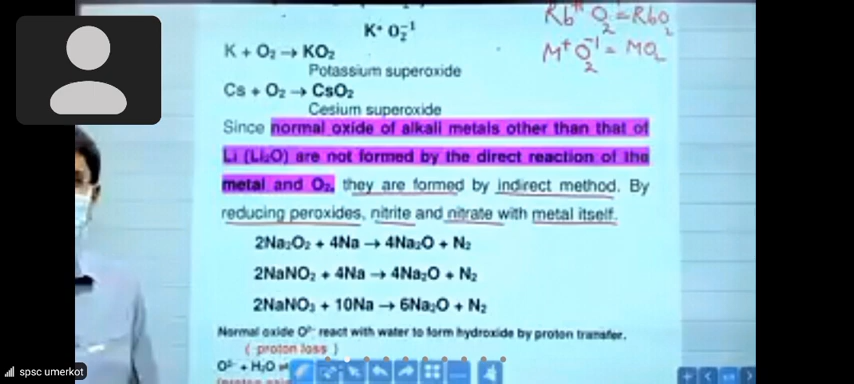 K⁺ O₂⁻¹
Rb⁺ O₂⁻¹ = RbO₂
K + O₂ → KO₂
M⁺ O₂⁻¹ = MO₂
Potassium superoxide
Cs + O₂ → CsO₂
Cesium superoxide
Since normal oxide of alkali metals other than that of
Li (Li₂O) are not formed by the direct reaction of the
metal and O₂, they are formed by indirect method. By
reducing peroxides, nitrite and nitrate with metal itself.
2Na₂O₂ + 4Na → 4Na₂O + N₂
2NaNO₂ + 4Na → 4Na₂O + N₂
2NaNO₃ + 10Na → 6Na₂O + N₂
Normal oxide O²⁻ react with water to form hydroxide by proton transfer.
( proton loss )
O²⁻ + H₂O ⇌
spsc umerkot